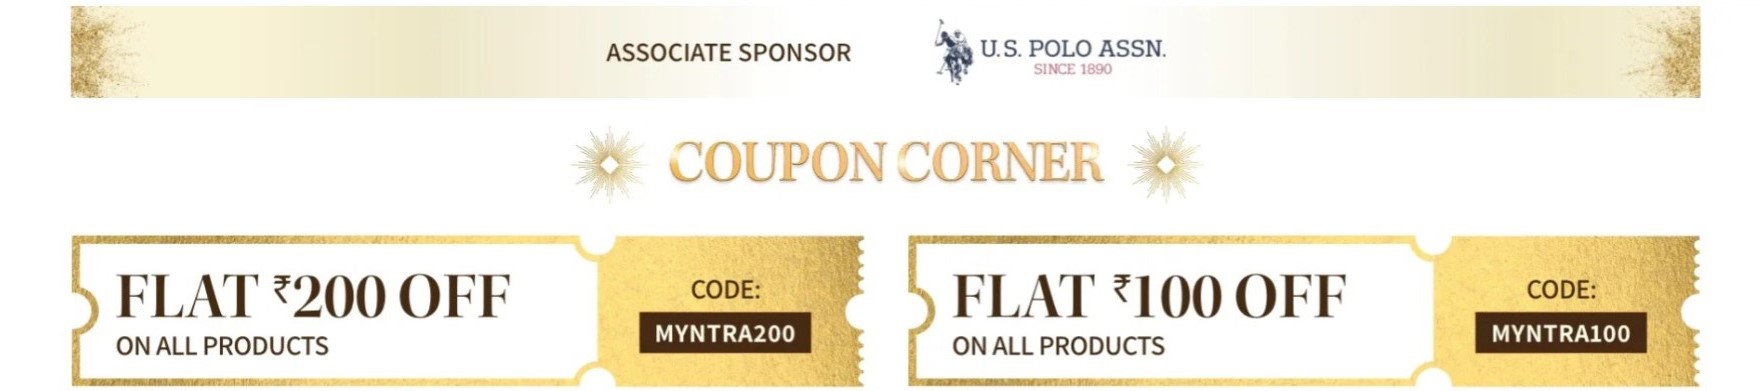 ASSOCIATE SPONSOR
U.S. POLO ASSN.
SINCE 1890
COUPON CORNER
FLAT ₹200 OFF
ON ALL PRODUCTS
CODE:
MYNTRA200
FLAT ₹100 OFF
ON ALL PRODUCTS
CODE:
MYNTRA100